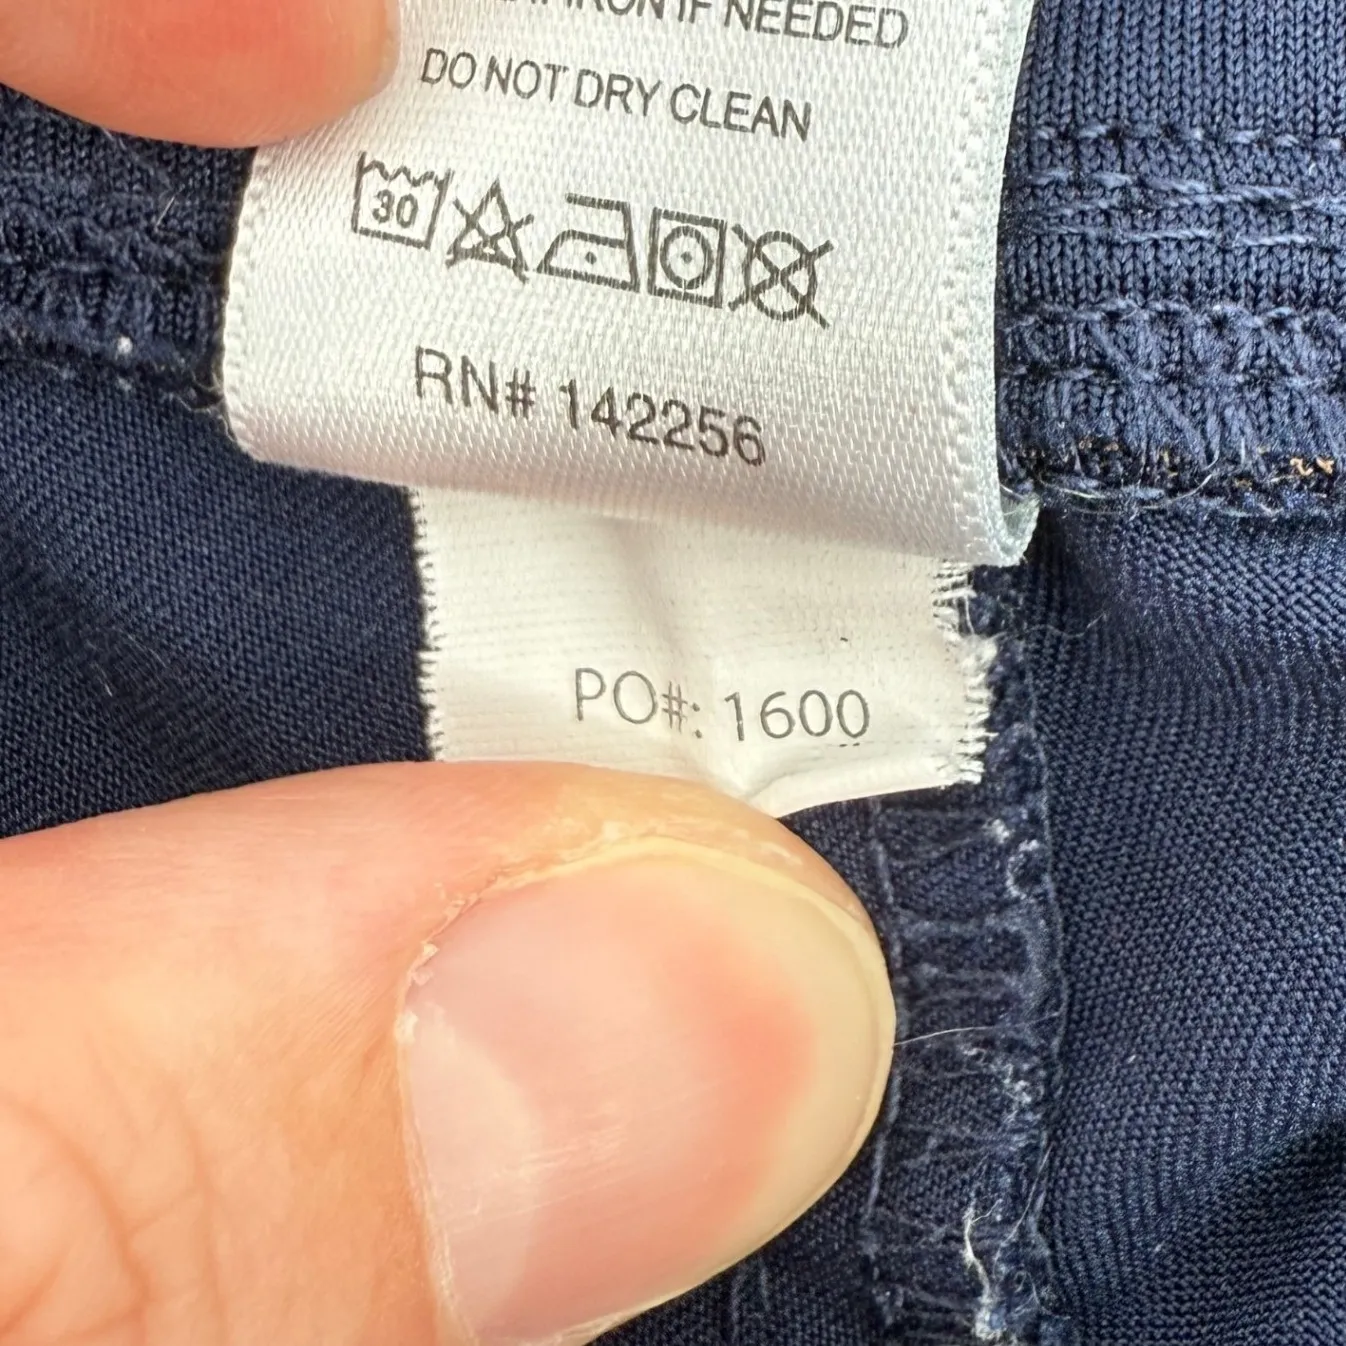 IRON IF NEEDED
DO NOT DRY CLEAN
30
RN# 142256
PO#: 1600